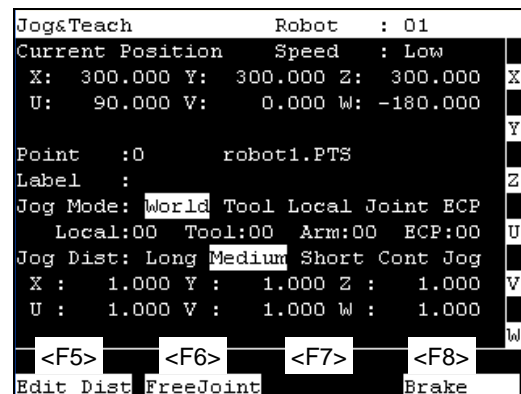 Jog&Teach Robot : 01
Current Position Speed : Low
X: 300.000 Y: 300.000 Z: 300.000 X
U: 90.000 V: 0.000 W: -180.000
Y
Point :0 robot1.PTS
Label : Z
Jog Mode: World Tool Local Joint ECP
Local:00 Tool:00 Arm:00 ECP:00 U
Jog Dist: Long Medium Short Cont Jog
X : 1.000 Y : 1.000 Z : 1.000 V
U : 1.000 V : 1.000 W : 1.000
W
<F5> <F6> <F7> <F8>
Edit Dist FreeJoint Brake